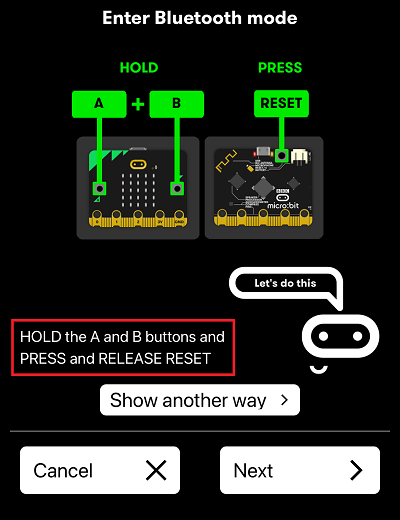 Enter Bluetooth mode
HOLD
PRESS
A + B
RESET
BBC
micro:bit
Let's do this
HOLD the A and B buttons and
PRESS and RELEASE RESET
Show another way
Cancel
Next